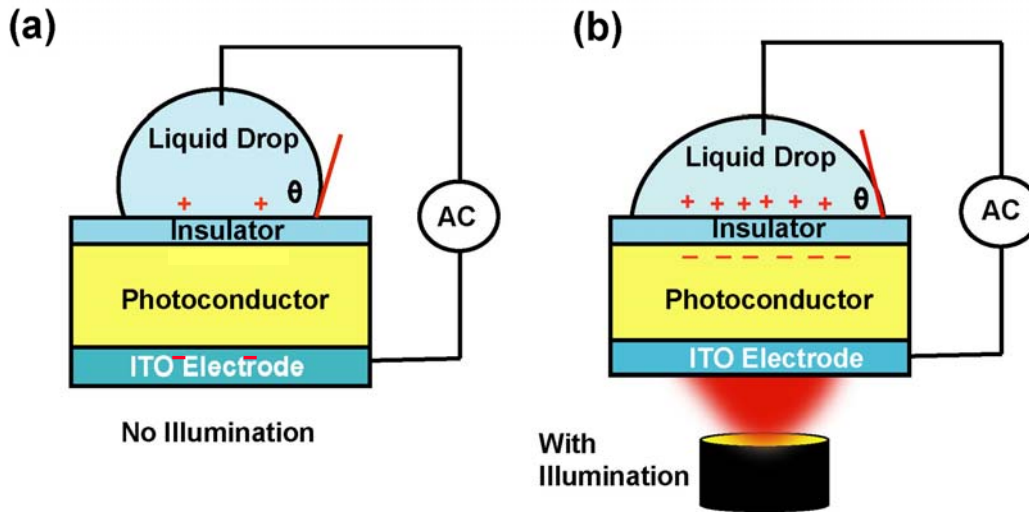 (a)
Liquid Drop
θ
+ +
AC
Insulator
Photoconductor
– –
ITO Electrode
No Illumination
(b)
Liquid Drop
θ
+ + + + + +
AC
Insulator
– – – – – –
Photoconductor
ITO Electrode
With
Illumination